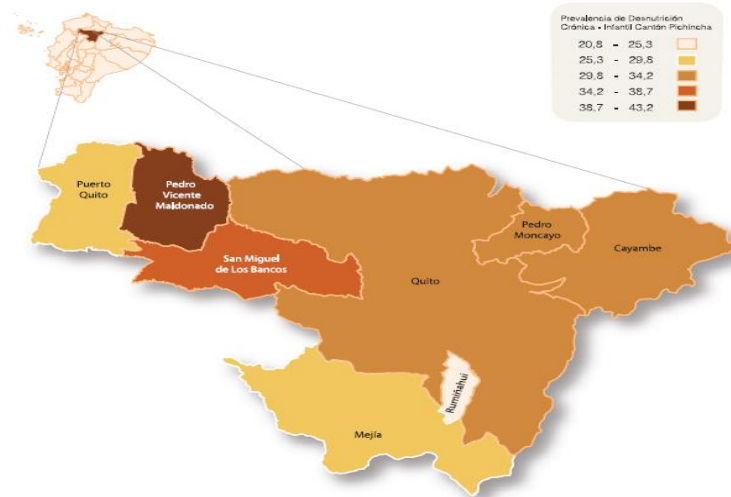 Prevalencia de Desnutrición
Crónica - Infantil Cantón Pichincha
20,8 - 25,3
25,3 - 29,8
29,8 - 34,2
34,2 - 38,7
38,7 - 43,2
Puerto
Quito
Pedro
Vicente
Maldonado
San Miguel
de Los Bancos
Quito
Pedro
Moncayo
Cayambe
Rumiñahui
Mejía